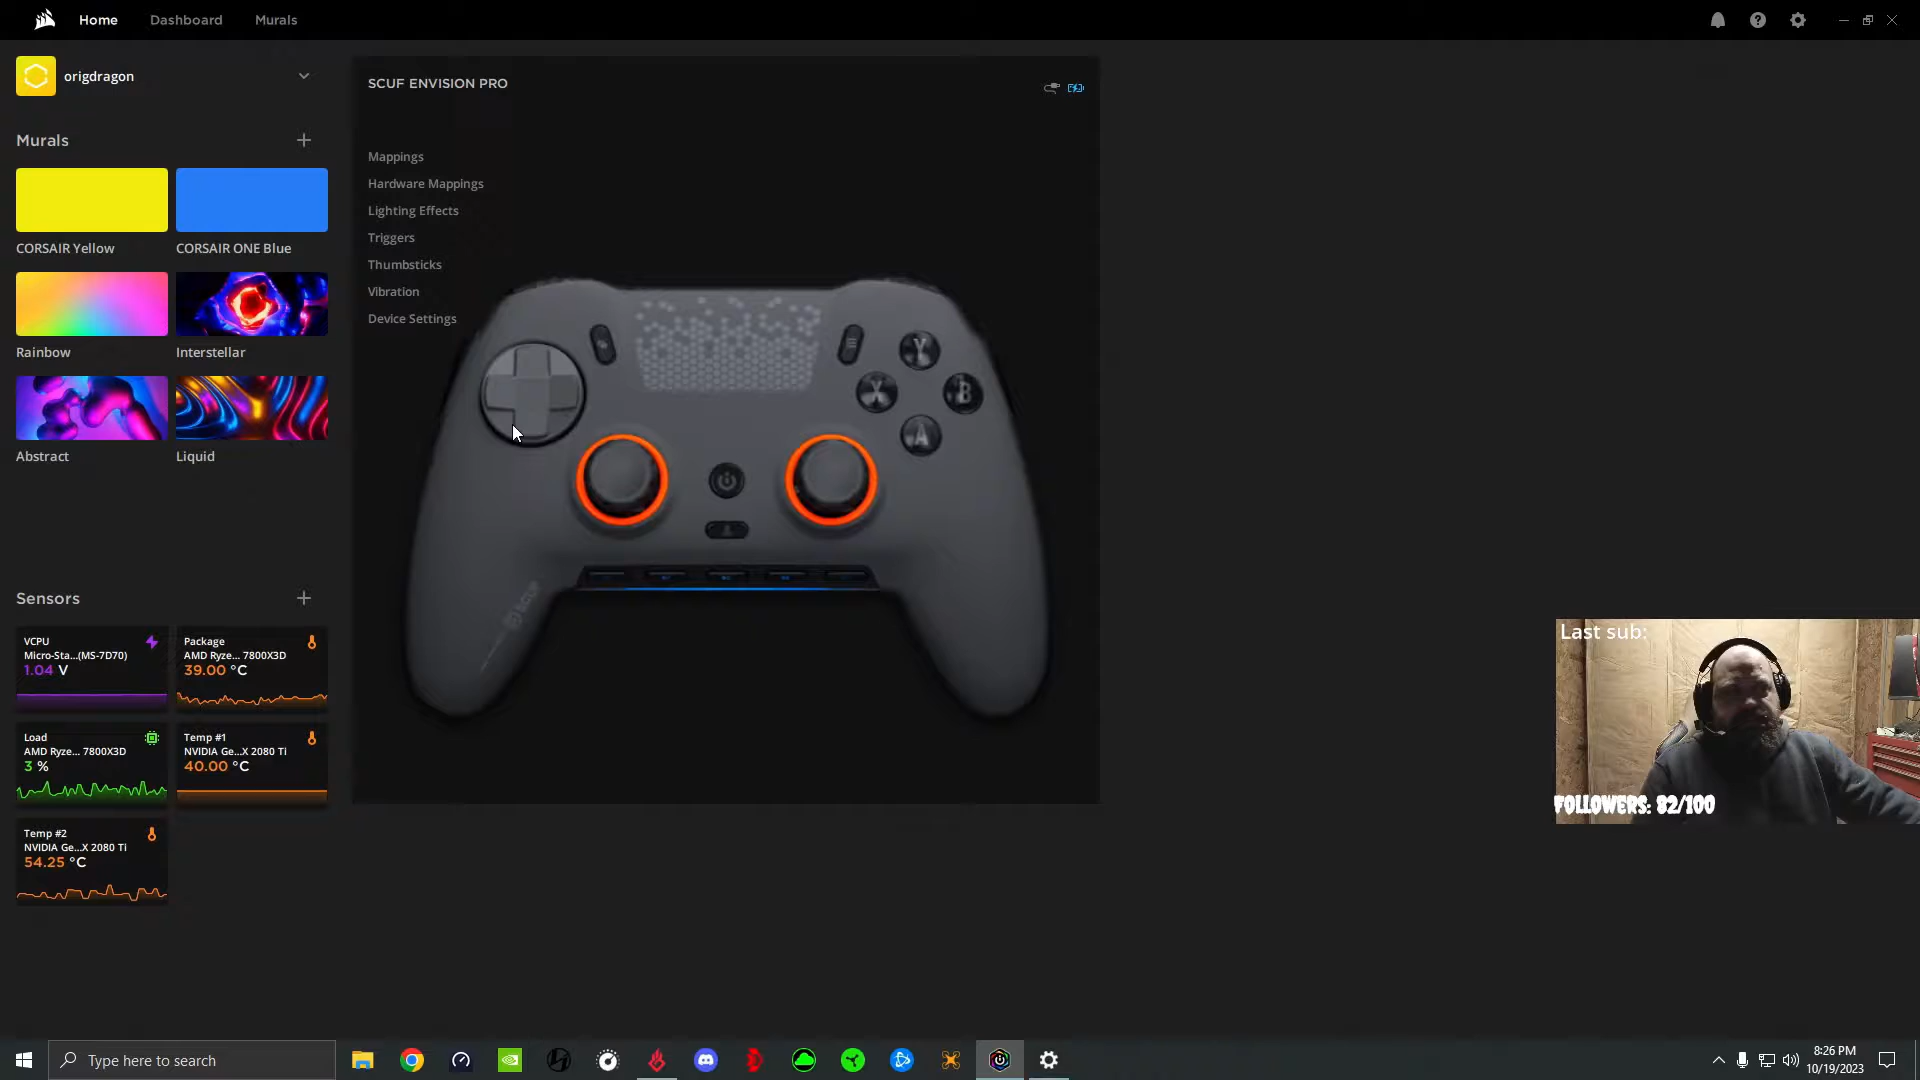 Home
Dashboard
Murals
origdragon
SCUF ENVISION PRO
Murals
Mappings
Hardware Mappings
Lighting Effects
Triggers
Thumbsticks
Vibration
Device Settings
CORSAIR Yellow
CORSAIR ONE Blue
Rainbow
Interstellar
Abstract
Liquid
Y
X
B
A
SCUF
Sensors
VCPU
Micro-Sta...(MS-7D70)
1.04 V
Package
AMD Ryze... 7800X3D
39.00 °C
Load
AMD Ryze... 7800X3D
3 %
Temp #1
NVIDIA Ge...X 2080 Ti
40.00 °C
Temp #2
NVIDIA Ge...X 2080 Ti
54.25 °C
Last sub:
FOLLOWERS: 82/100
Type here to search
8:26 PM
10/19/2023